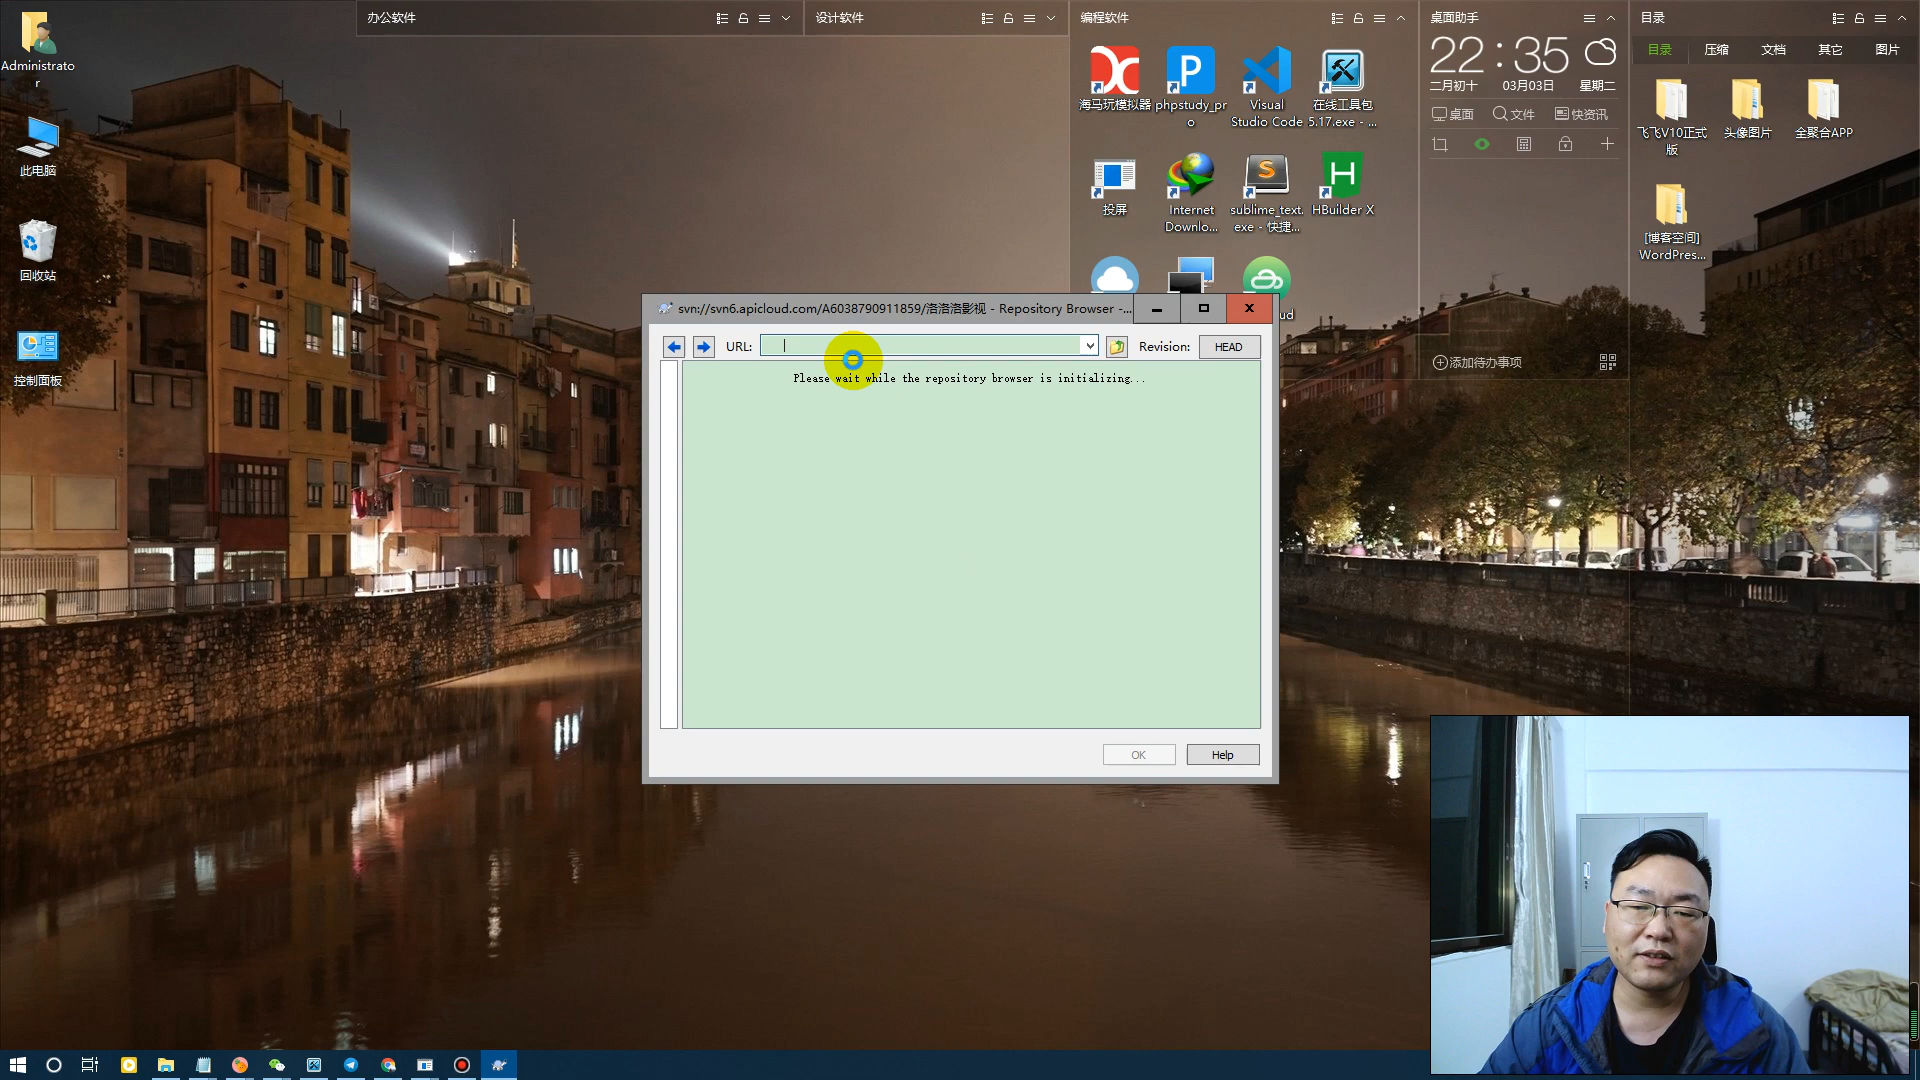 办公软件
设计软件
编程软件
桌面助手
目录
Administrato
r
此电脑
回收站
控制面板
海马玩模拟器
phpstudy_pr
o
Visual
Studio Code
在线工具包
5.17.exe - ...
投屏
Internet
Downlo...
sublime_text.
exe - 快捷...
HBuilder X
ud
22:35
二月初十
03月03日
星期二
桌面
文件
快资讯
添加待办事项
目录
压缩
文档
其它
图片
飞飞V10正式
版
头像图片
全聚合APP
[博客空间]
WordPres...
svn://svn6.apicloud.com/A6038790911859/洛洛洛影视 - Repository Browser -...
URL:
Revision:
HEAD
Please wait while the repository browser is initializing...
OK
Help